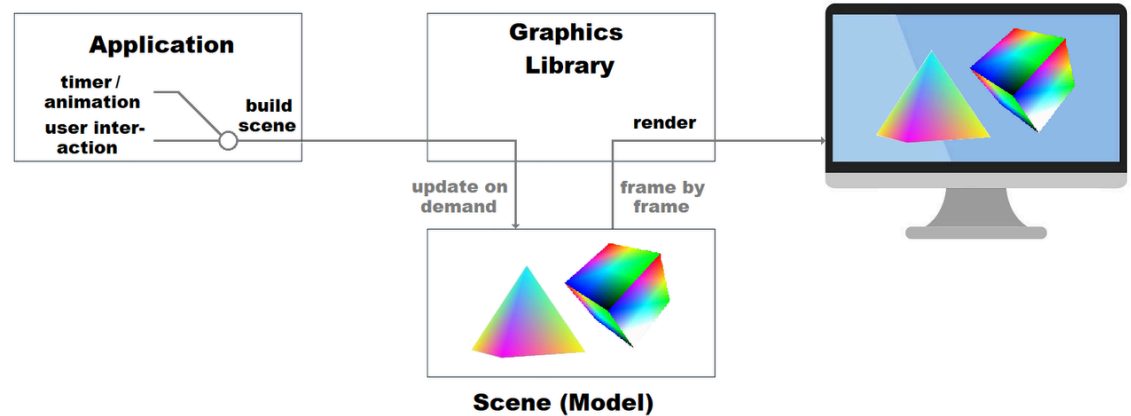 Application
timer /
animation
user inter-
action
build
scene
Graphics
Library
render
update on
demand
frame by
frame
Scene (Model)